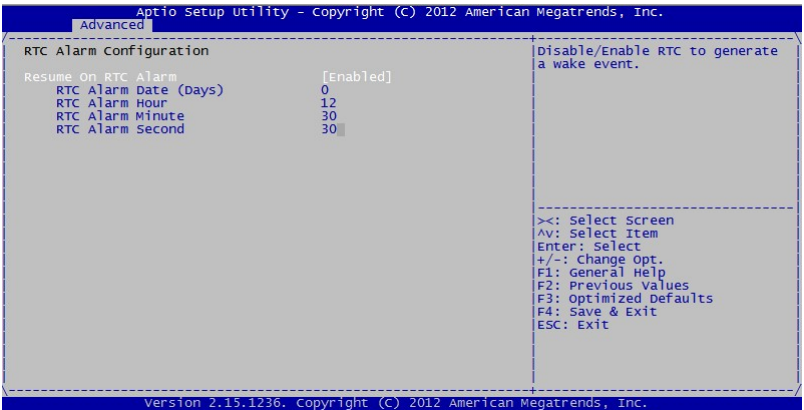 Aptio Setup Utility - Copyright (C) 2012 American Megatrends, Inc.
Advanced
RTC Alarm Configuration
Resume On RTC Alarm [Enabled]
RTC Alarm Date (Days) 0
RTC Alarm Hour 12
RTC Alarm Minute 30
RTC Alarm Second 30
Disable/Enable RTC to generate
a wake event.
><: Select Screen
^v: Select Item
Enter: Select
+/-: Change Opt.
F1: General Help
F2: Previous Values
F3: Optimized Defaults
F4: Save & Exit
ESC: Exit
Version 2.15.1236. Copyright (C) 2012 American Megatrends, Inc.